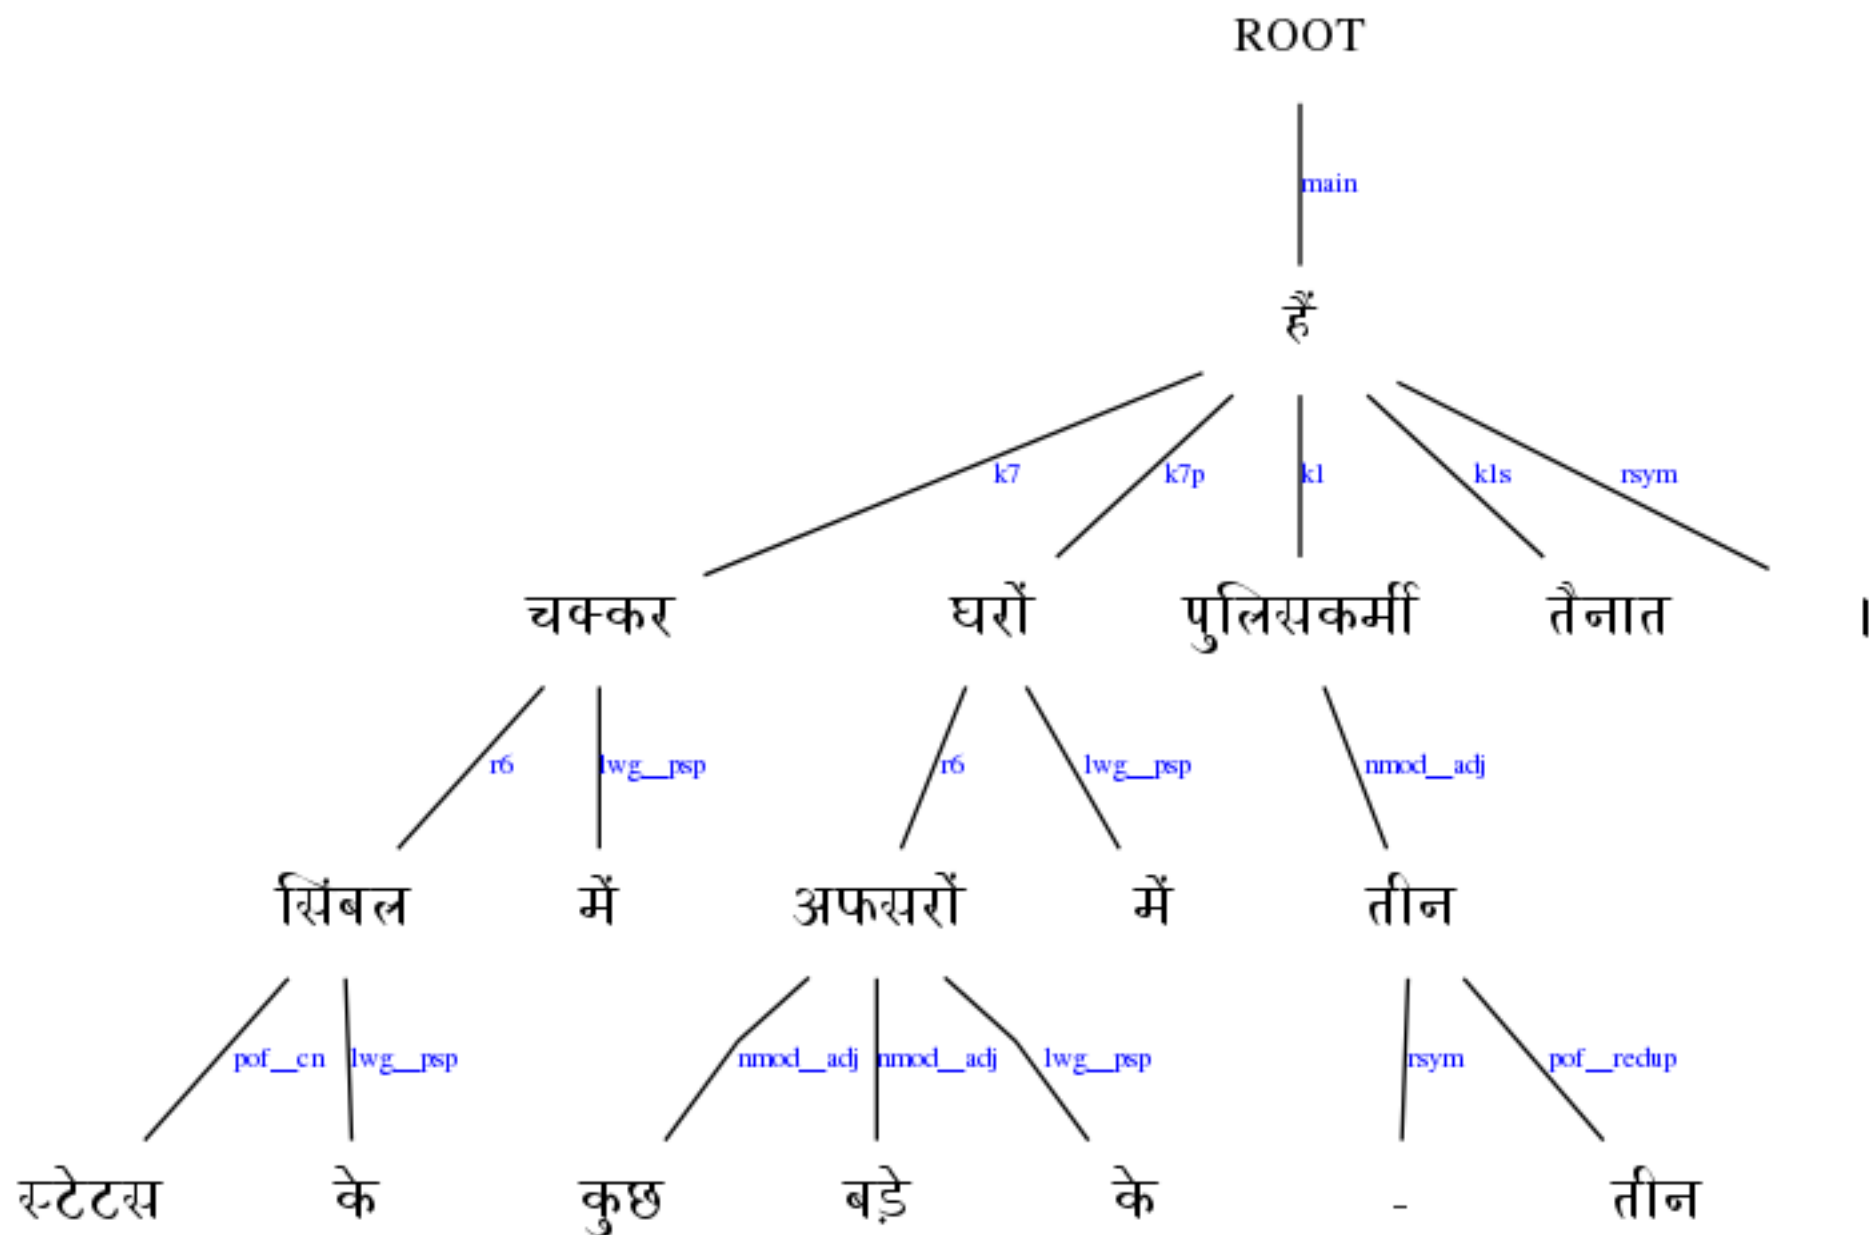 ROOT
main
हैं
k7 k7p k1 k1s rsym
चक्कर घरों पुलिसकर्मी तैनात ।
r6 lwg__psp r6 lwg__psp nmod__adj
सिंबल में अफसरों में तीन
pof__cn lwg__psp nmod__adj nmod__adj lwg__psp rsym pof__redup
स्टेटस के कुछ बड़े के - तीन